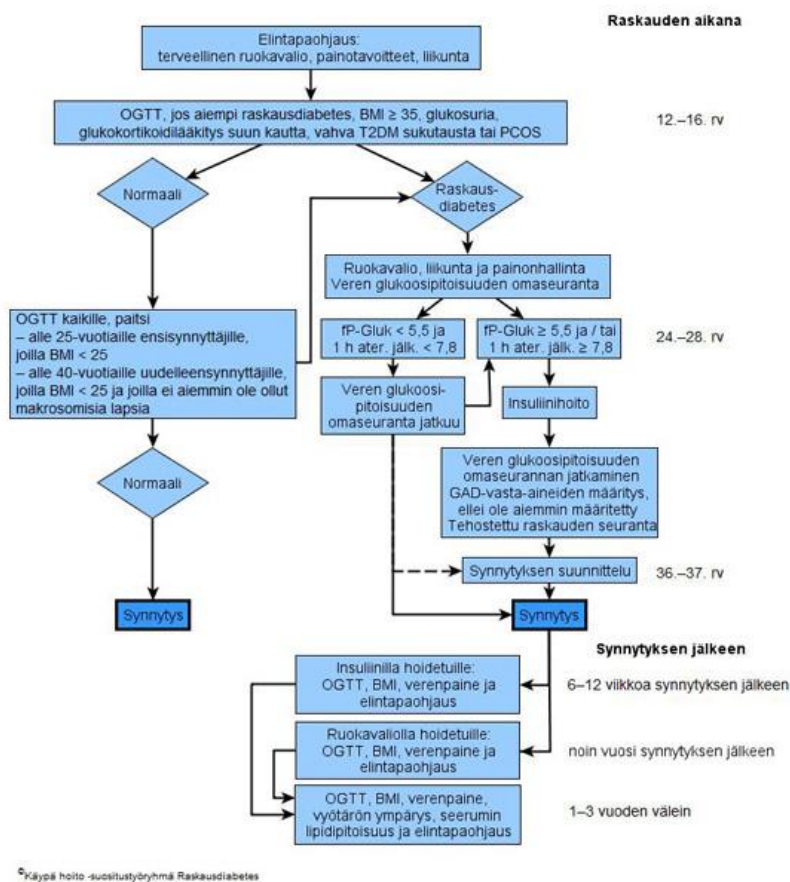 Raskauden aikana
Elintapaohjaus:
terveellinen ruokavalio, painotavoitteet, liikunta
OGTT, jos aiempi raskausdiabetes, BMI ≥ 35, glukosuria,
glukokortikoidilääkitys suun kautta, vahva T2DM sukutausta tai PCOS
12.–16. rv
Normaali
Raskaus-
diabetes
Ruokavalio, liikunta ja painonhallinta
Veren glukoosipitoisuuden omaseuranta
OGTT kaikille, paitsi
– alle 25-vuotiaille ensisynnyttäjille,
joilla BMI < 25
– alle 40-vuotiaille uudelleensynnyttäjille,
joilla BMI < 25 ja joilla ei aiemmin ole ollut
makrosomisia lapsia
fP-Gluk < 5,5 ja
1 h ater. jälk. < 7,8
fP-Gluk ≥ 5,5 ja / tai
1 h ater. jälk. ≥ 7,8
24.–28. rv
Veren glukoosi-
pitoisuuden
omaseuranta jatkuu
Insuliinihoito
Normaali
Veren glukoosipitoisuuden
omaseurannan jatkaminen
GAD-vasta-aineiden määritys,
ellei ole aiemmin määritetty
Tehostettu raskauden seuranta
Synnytyksen suunnittelu
36.–37. rv
Synnytys
Synnytys
Synnytyksen jälkeen
Insuliinilla hoidetuille:
OGTT, BMI, verenpaine ja
elintapaohjaus
6–12 viikkoa synnytyksen jälkeen
Ruokavaliolla hoidetuille:
OGTT, BMI, verenpaine ja
elintapaohjaus
noin vuosi synnytyksen jälkeen
OGTT, BMI, verenpaine,
vyötärön ympärys, seerumin
lipidipitoisuus ja elintapaohjaus
1–3 vuoden välein
©Käypä hoito -suositustyöryhmä Raskausdiabetes